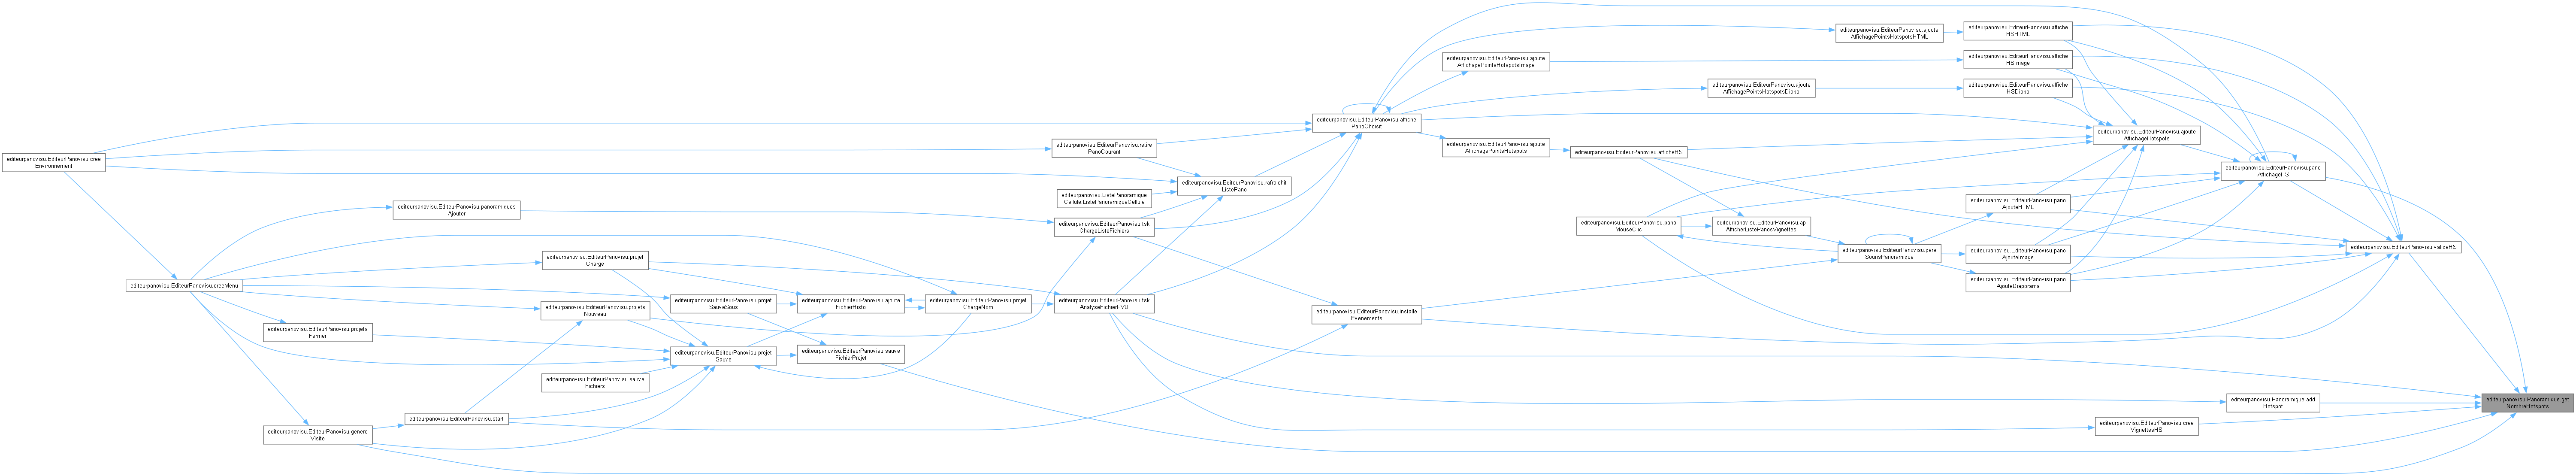 editeurpanovisu.EditeurPanovisu.cree
Environnement
editeurpanovisu.EditeurPanovisu.creeMenu
editeurpanovisu.EditeurPanovisu.panoramiques
Ajouter
editeurpanovisu.EditeurPanovisu.projets
Fermer
editeurpanovisu.EditeurPanovisu.genere
Visite
editeurpanovisu.EditeurPanovisu.start
editeurpanovisu.EditeurPanovisu.projet
Charge
editeurpanovisu.EditeurPanovisu.projets
Nouveau
editeurpanovisu.EditeurPanovisu.sauve
Fichiers
editeurpanovisu.EditeurPanovisu.projet
SauveSous
editeurpanovisu.EditeurPanovisu.projet
Sauve
editeurpanovisu.EditeurPanovisu.ajoute
FichierHisto
editeurpanovisu.EditeurPanovisu.sauve
FichierProjet
editeurpanovisu.EditeurPanovisu.projet
ChargeNom
editeurpanovisu.EditeurPanovisu.retire
PanoCourant
editeurpanovisu.ListePanoramique
Cellule.ListePanoramiqueCellule
editeurpanovisu.EditeurPanovisu.tsk
ChargeListeFichiers
editeurpanovisu.EditeurPanovisu.tsk
AnalyseFichierPVU
editeurpanovisu.EditeurPanovisu.rafraichit
ListePano
editeurpanovisu.EditeurPanovisu.affiche
PanoChoisit
editeurpanovisu.EditeurPanovisu.installe
Evenements
editeurpanovisu.EditeurPanovisu.ajoute
AffichagePointsHotspotsImage
editeurpanovisu.EditeurPanovisu.ajoute
AffichagePointsHotspots
editeurpanovisu.EditeurPanovisu.ajoute
AffichagePointsHotspotsDiapo
editeurpanovisu.EditeurPanovisu.ajoute
AffichagePointsHotspotsHTML
editeurpanovisu.EditeurPanovisu.afficheHS
editeurpanovisu.EditeurPanovisu.pano
MouseClic
editeurpanovisu.EditeurPanovisu.ap
AfficherListePanosVignettes
editeurpanovisu.EditeurPanovisu.gere
SourisPanoramique
editeurpanovisu.EditeurPanovisu.affiche
HSHTML
editeurpanovisu.EditeurPanovisu.affiche
HSImage
editeurpanovisu.EditeurPanovisu.affiche
HSDiapo
editeurpanovisu.EditeurPanovisu.pano
AjouteHTML
editeurpanovisu.EditeurPanovisu.pano
AjouteImage
editeurpanovisu.EditeurPanovisu.pano
AjouteDiaporama
editeurpanovisu.EditeurPanovisu.ajoute
AffichageHotspots
editeurpanovisu.EditeurPanovisu.cree
VignettesHS
editeurpanovisu.EditeurPanovisu.pane
AffichageHS
editeurpanovisu.Panoramique.add
Hotspot
editeurpanovisu.EditeurPanovisu.valideHS
editeurpanovisu.Panoramique.get
NombreHotspots